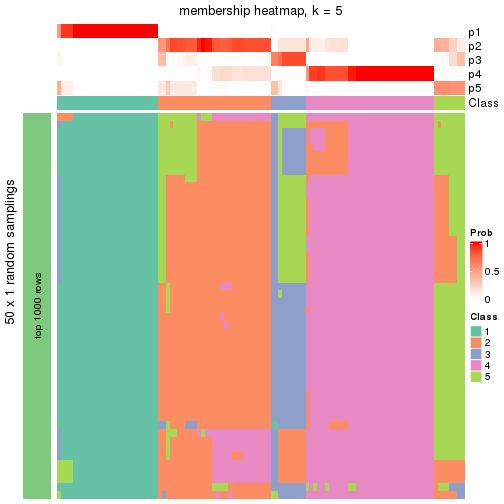 membership heatmap, k = 5
p1
p2
p3
p4
p5
Class
50 x 1 random samplings
top 1000 rows
Prob
1
0.5
0
Class
1
2
3
4
5